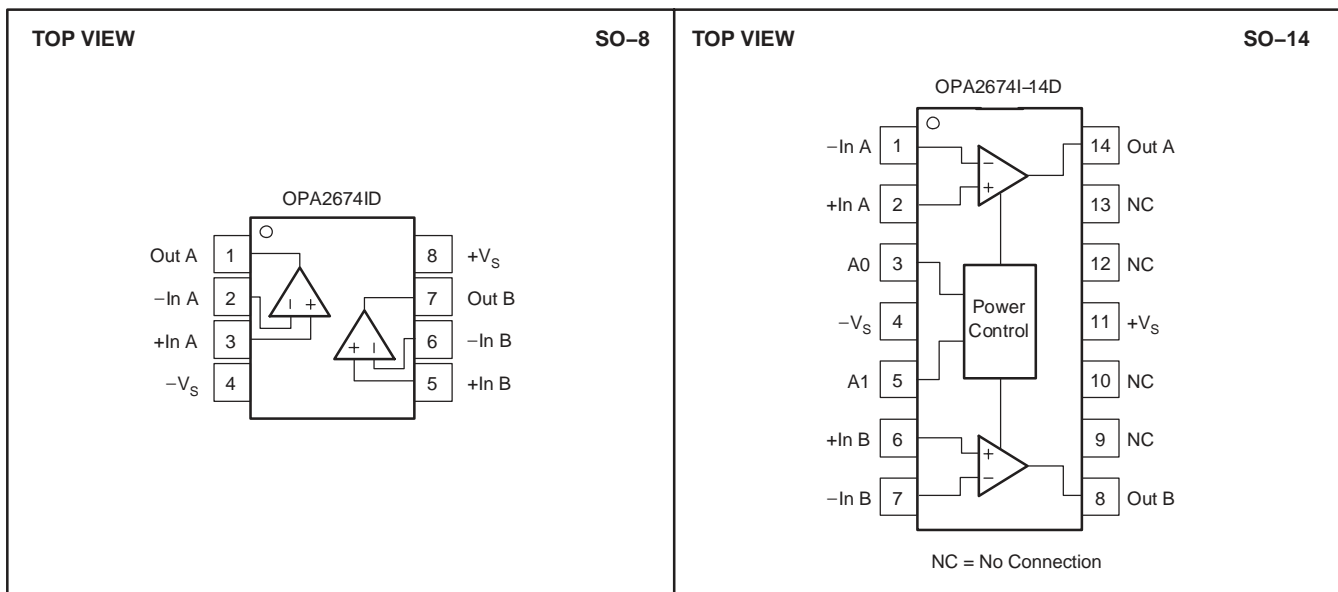 TOP VIEW
SO–8
OPA2674ID
Out A 1
8 +VS
−In A 2
7 Out B
+In A 3
6 −In B
−VS 4
5 +In B
− +
+ −
TOP VIEW
SO–14
OPA2674I–14D
−In A 1
14 Out A
+In A 2
13 NC
A0 3
12 NC
−VS 4
11 +VS
A1 5
10 NC
+In B 6
9 NC
−In B 7
8 Out B
−
+
Power
Control
+
−
NC = No Connection